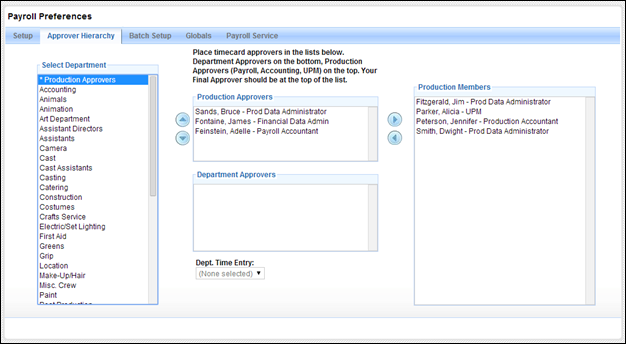 Payroll Preferences
Setup
Approver Hierarchy
Batch Setup
Globals
Payroll Service
Select Department
* Production Approvers
Accounting
Animals
Animation
Art Department
Assistant Directors
Assistants
Camera
Cast
Cast Assistants
Casting
Catering
Construction
Costumes
Crafts Service
Electric/Set Lighting
First Aid
Greens
Grip
Location
Make-Up/Hair
Misc. Crew
Paint
Post Production
Place timecard approvers in the lists below.
Department Approvers on the bottom, Production
Approvers (Payroll, Accounting, UPM) on the top. Your
Final Approver should be at the top of the list.
Production Approvers
Sands, Bruce - Prod Data Administrator
Fontaine, James - Financial Data Admin
Feinstein, Adelle - Payroll Accountant
Department Approvers
Dept. Time Entry:
(None selected)
Production Members
Fitzgerald, Jim - Prod Data Administrator
Parker, Alicia - UPM
Peterson, Jennifer - Production Accountant
Smith, Dwight - Prod Data Administrator